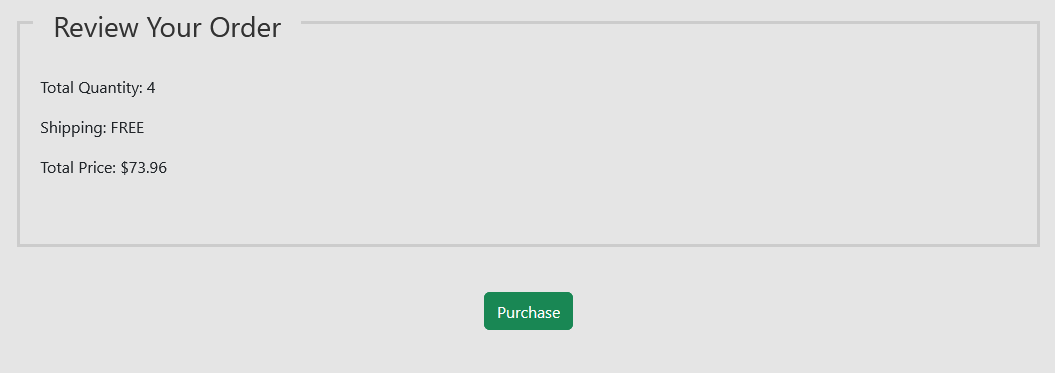 Review Your Order
Total Quantity: 4
Shipping: FREE
Total Price: $73.96
Purchase